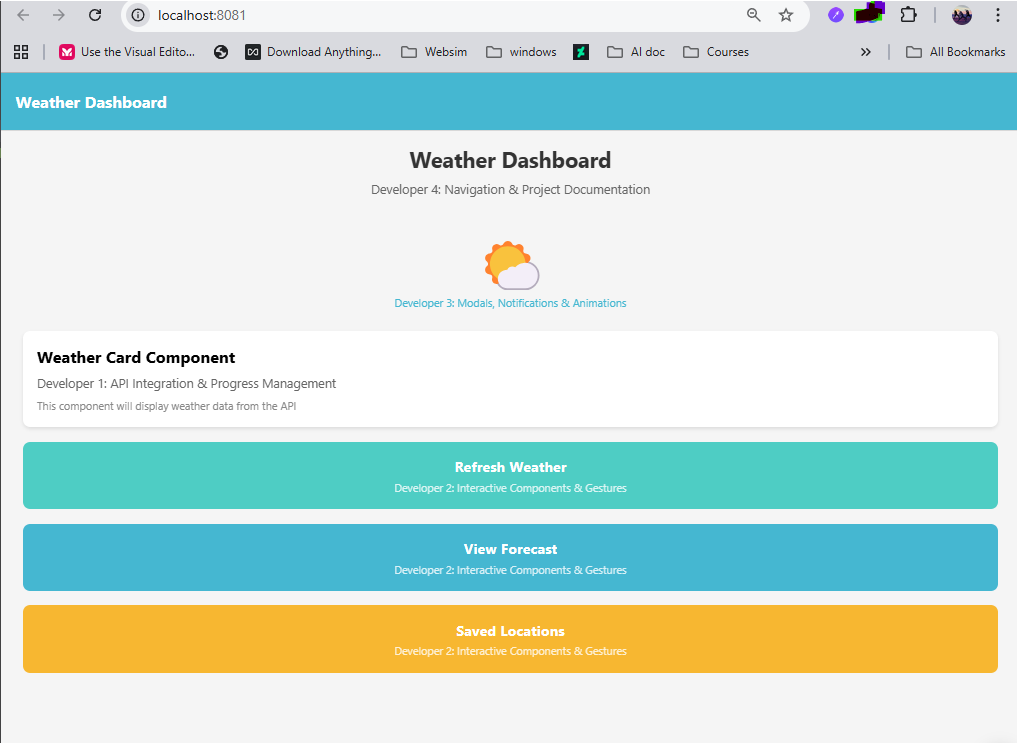 localhost:8081
Use the Visual Edito... Download Anything... Websim windows AI doc Courses » All Bookmarks
Weather Dashboard
Weather Dashboard
Developer 4: Navigation & Project Documentation
Developer 3: Modals, Notifications & Animations
Weather Card Component
Developer 1: API Integration & Progress Management
This component will display weather data from the API
Refresh Weather
Developer 2: Interactive Components & Gestures
View Forecast
Developer 2: Interactive Components & Gestures
Saved Locations
Developer 2: Interactive Components & Gestures